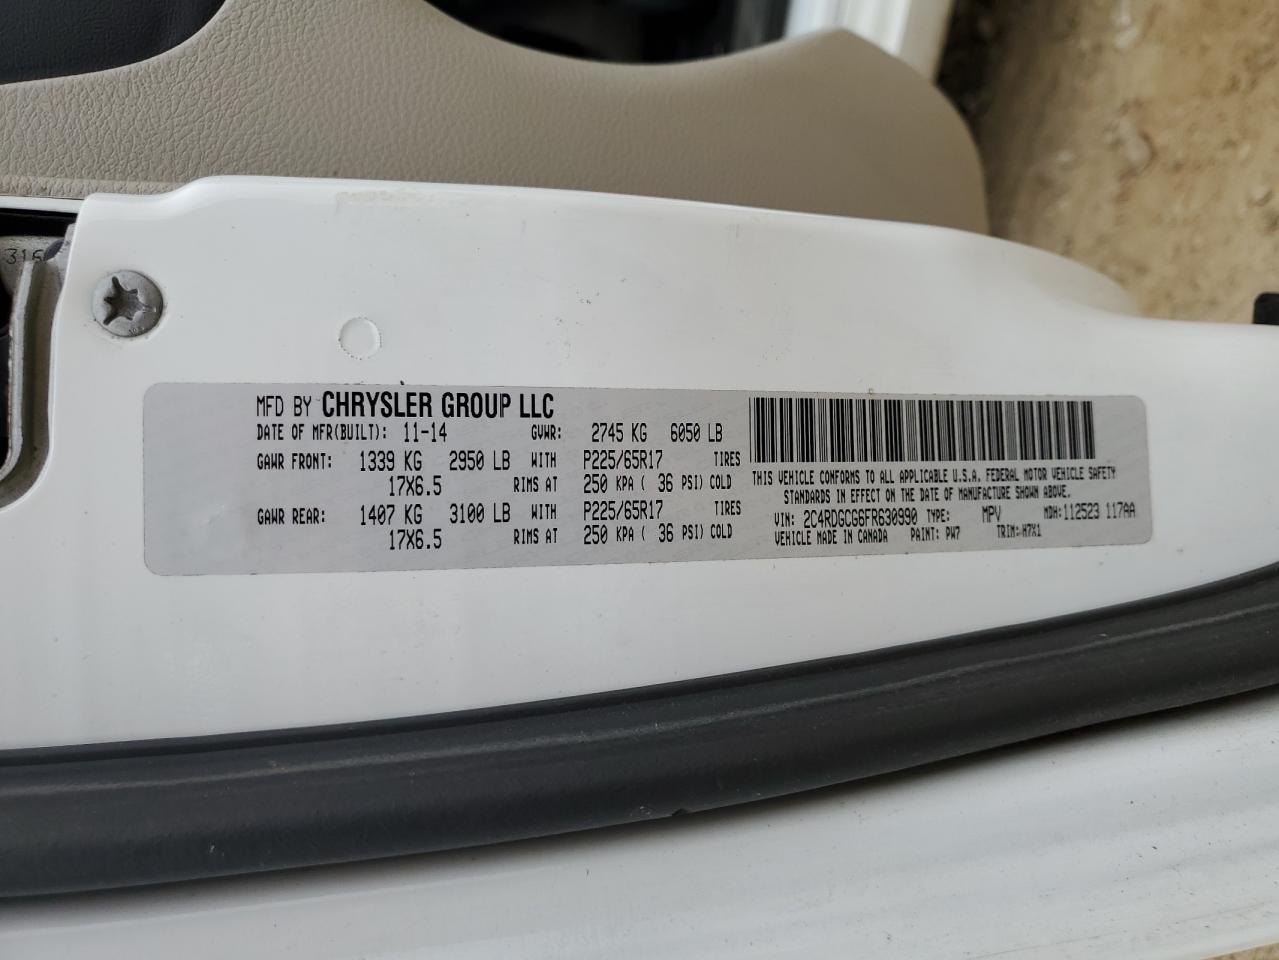 316
MFD BY CHRYSLER GROUP LLC
DATE OF MFR(BUILT): 11-14 GVWR: 2745 KG 6050 LB
GAWR FRONT: 1339 KG 2950 LB WITH P225/65R17 TIRES
17X6.5 RIMS AT 250 KPA ( 36 PSI) COLD
GAWR REAR: 1407 KG 3100 LB WITH P225/65R17 TIRES
17X6.5 RIMS AT 250 KPA ( 36 PSI) COLD
THIS VEHICLE CONFORMS TO ALL APPLICABLE U.S.A. FEDERAL MOTOR VEHICLE SAFETY
STANDARDS IN EFFECT ON THE DATE OF MANUFACTURE SHOWN ABOVE.
VIN: 2C4RDGCG6FR630990 TYPE: MPV MDH:112523 117AA
VEHICLE MADE IN CANADA PAINT: PW7 TRIM:-H7X1